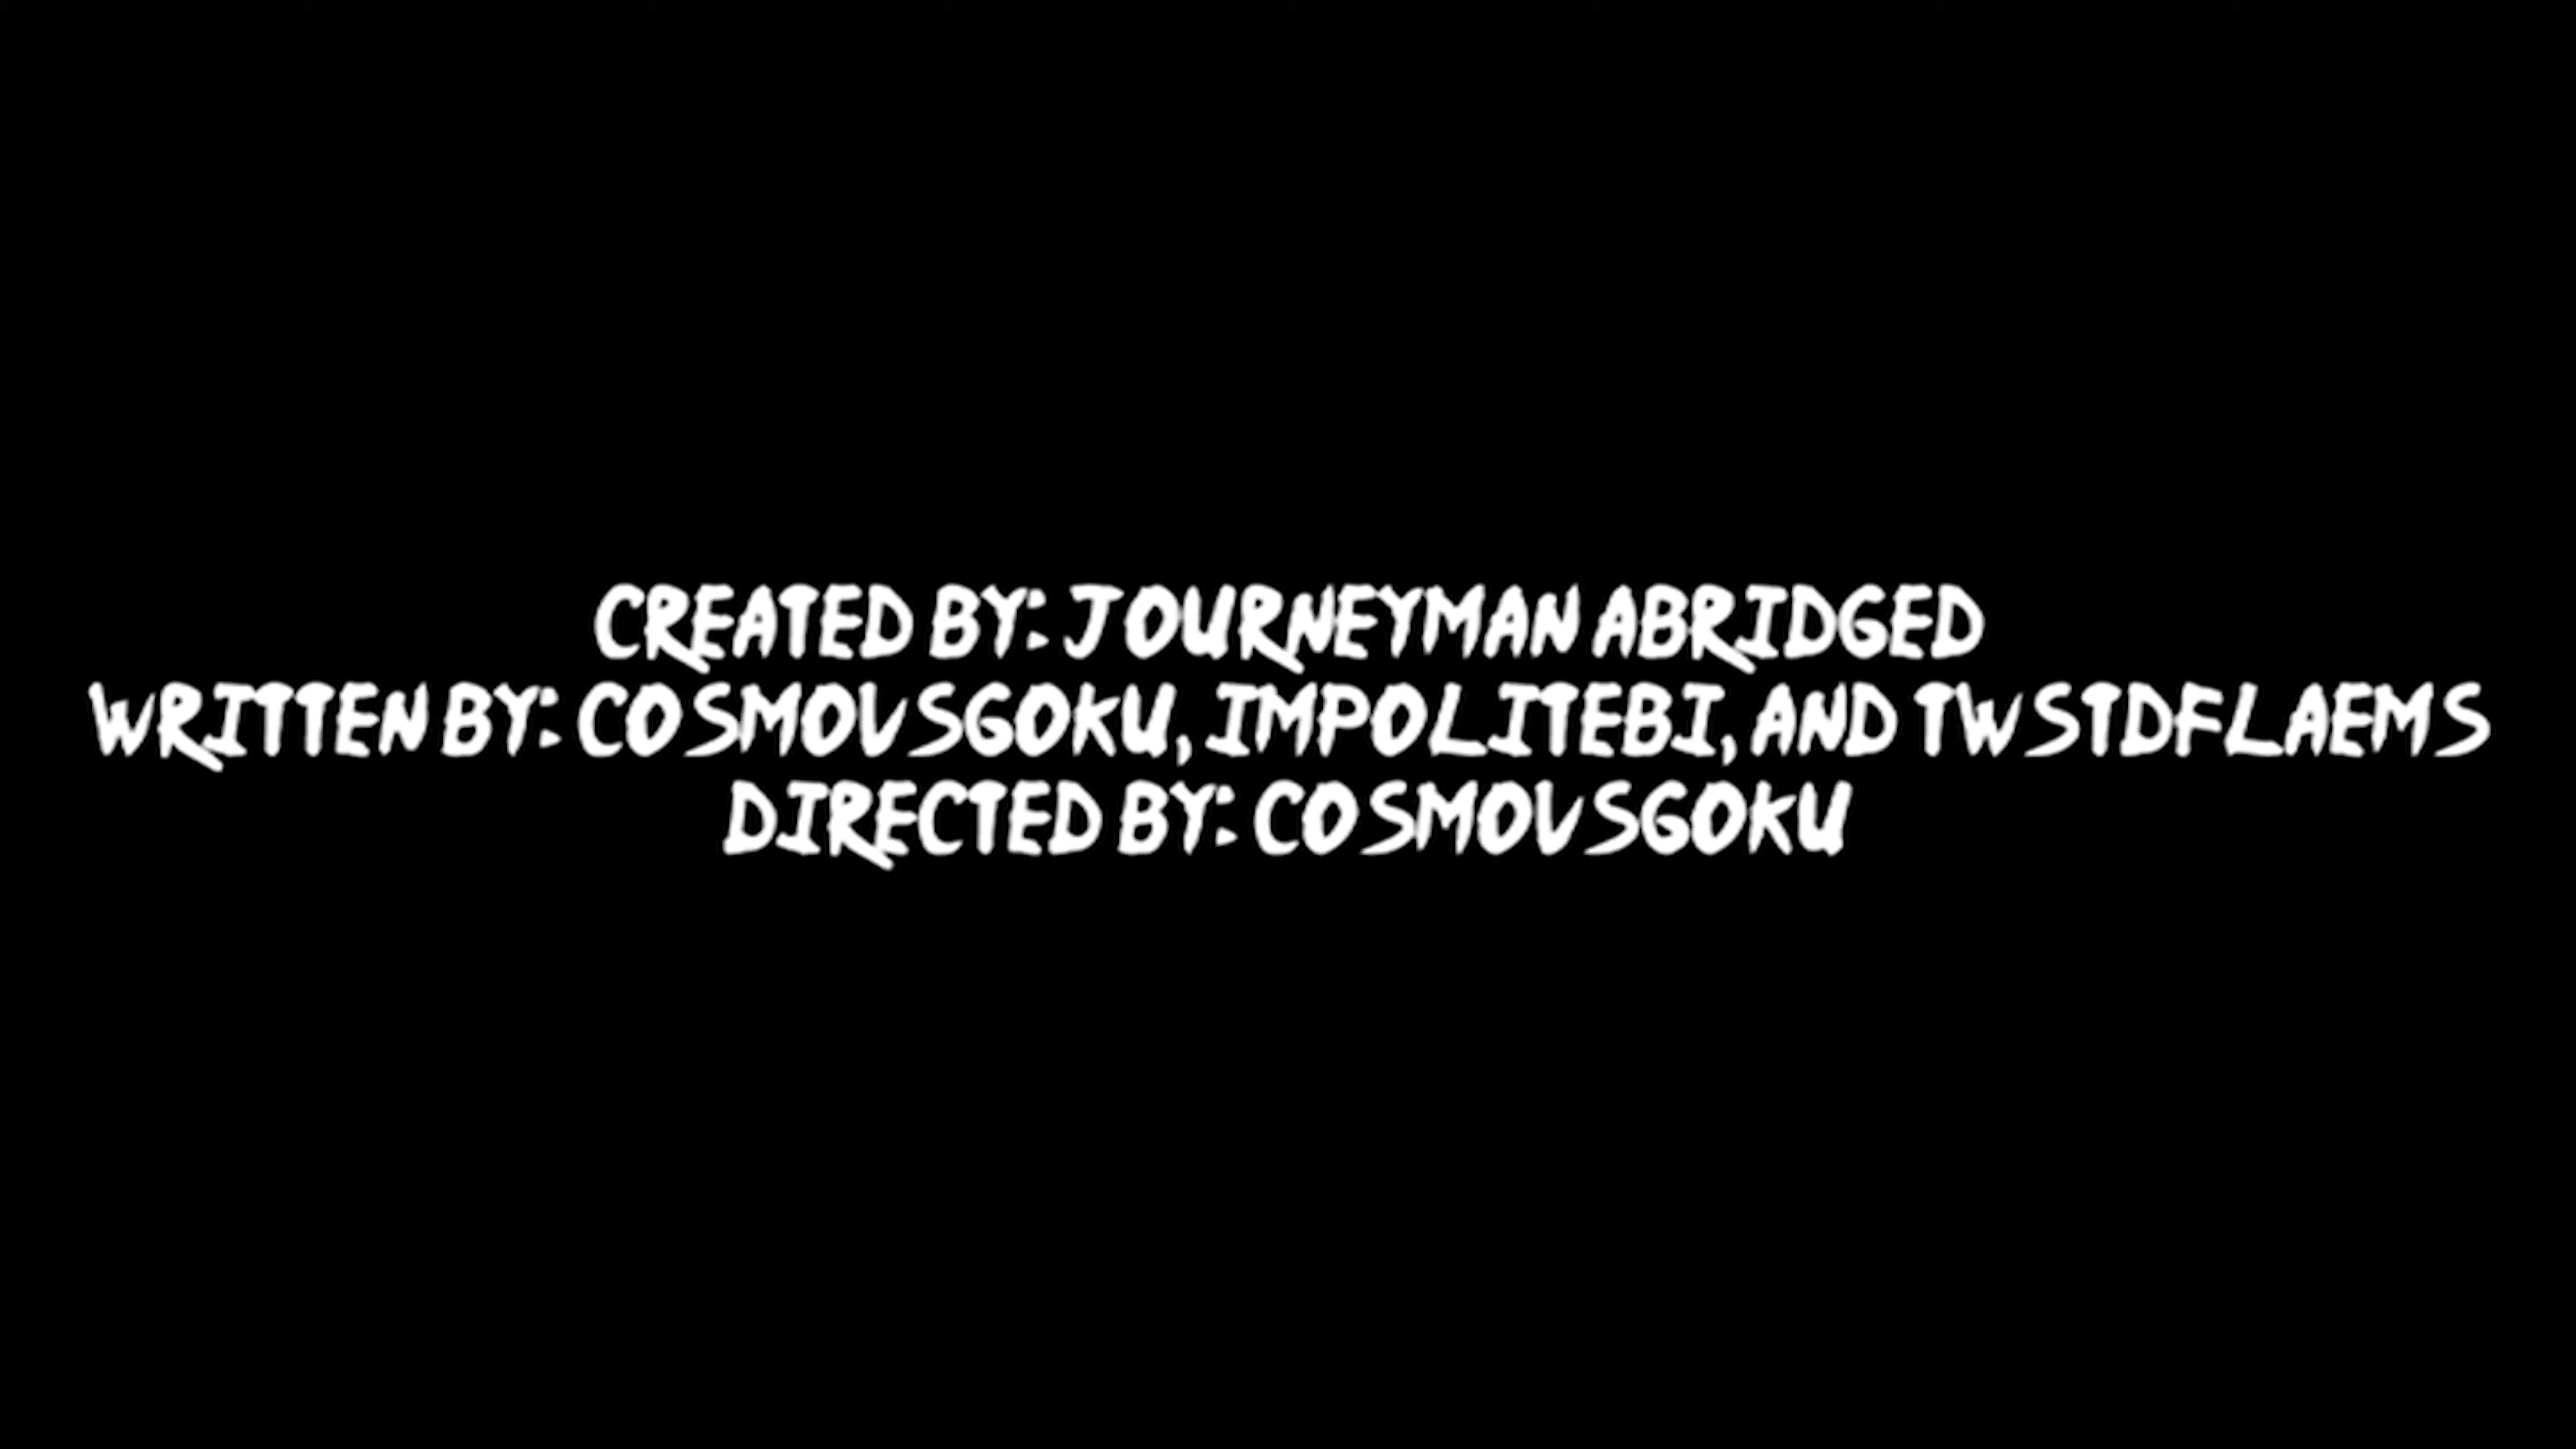 CREATED BY: JOURNEYMAN ABRIDGED
WRITTEN BY: COSMOVSGOKU, IMPOLITEBI, AND TWSTDFLAEMS
DIRECTED BY: COSMOVSGOKU